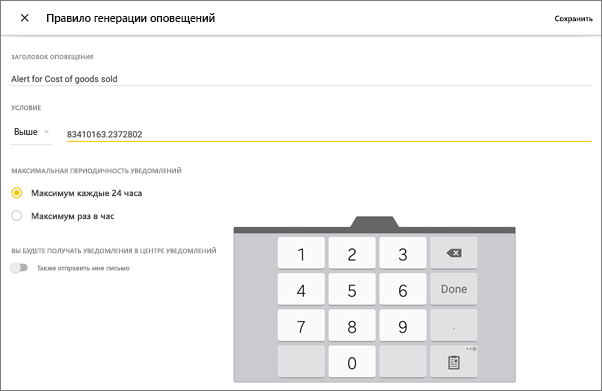 Правило генерации оповещений
Сохранить
ЗАГОЛОВОК ОПОВЕЩЕНИЯ
Alert for Cost of goods sold
УСЛОВИЕ
Выше 83410163.2372802
МАКСИМАЛЬНАЯ ПЕРИОДИЧНОСТЬ УВЕДОМЛЕНИЙ
Максимум каждые 24 часа
Максимум раз в час
ВЫ БУДЕТЕ ПОЛУЧАТЬ УВЕДОМЛЕНИЯ В ЦЕНТРЕ УВЕДОМЛЕНИЙ
Также отправить мне письмо
1 2 3
4 5 6 Done
7 8 9 .
0